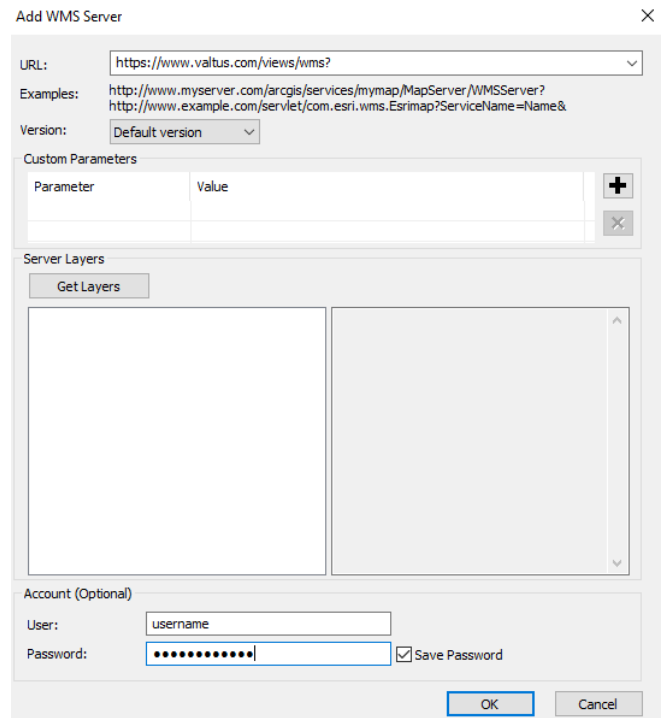 Add WMS Server
URL:
https://www.valtus.com/views/wms?
Examples:
http://www.myserver.com/arcgis/services/mymap/MapServer/WMSServer?
http://www.example.com/servlet/com.esri.wms.Esrimap?ServiceName=Name&
Version:
Default version
Custom Parameters
Parameter Value
Server Layers
Get Layers
Account (Optional)
User:
username
Password:
••••••••••••
Save Password
OK Cancel